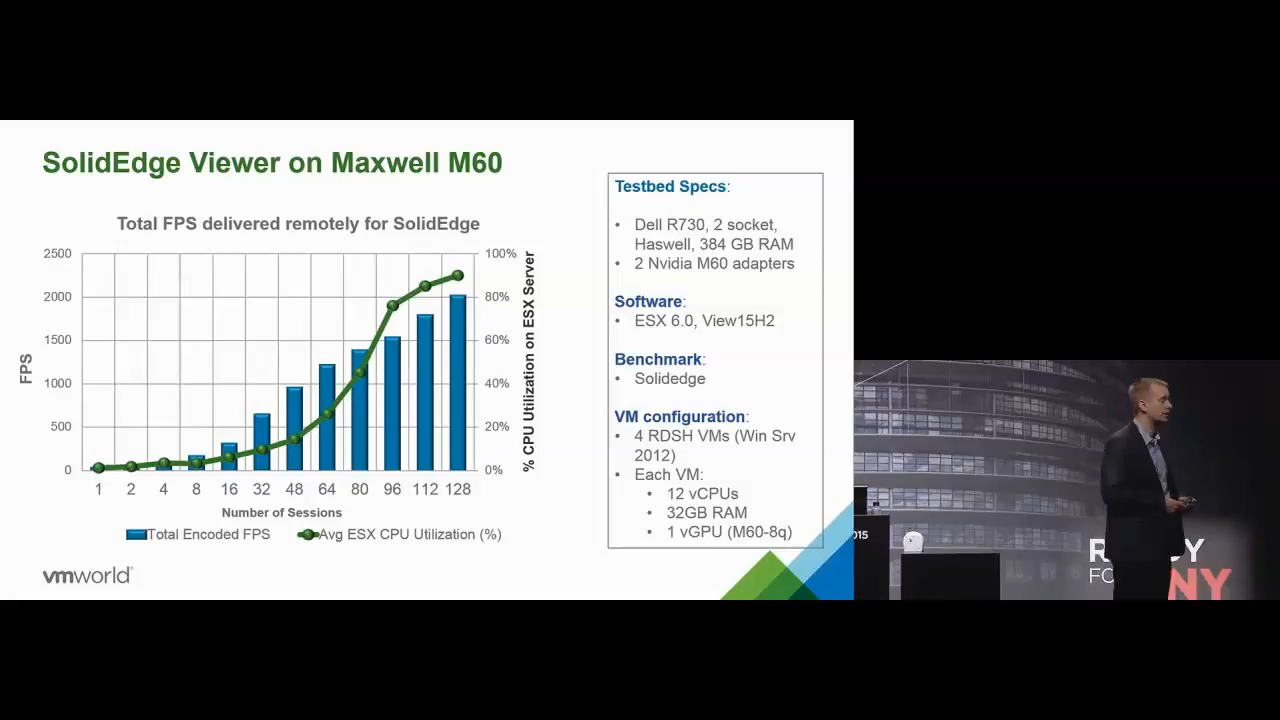 SolidEdge Viewer on Maxwell M60
Total FPS delivered remotely for SolidEdge
2500
2000
1500
1000
500
0
FPS
100%
80%
60%
40%
20%
0%
% CPU Utilization on ESX Server
1 2 4 8 16 32 48 64 80 96 112 128
Number of Sessions
Total Encoded FPS
Avg ESX CPU Utilization (%)
vmworld®
Testbed Specs:
• Dell R730, 2 socket,
Haswell, 384 GB RAM
• 2 Nvidia M60 adapters
Software:
• ESX 6.0, View15H2
Benchmark:
• Solidedge
VM configuration:
• 4 RDSH VMs (Win Srv
2012)
• Each VM:
• 12 vCPUs
• 32GB RAM
• 1 vGPU (M60-8q)